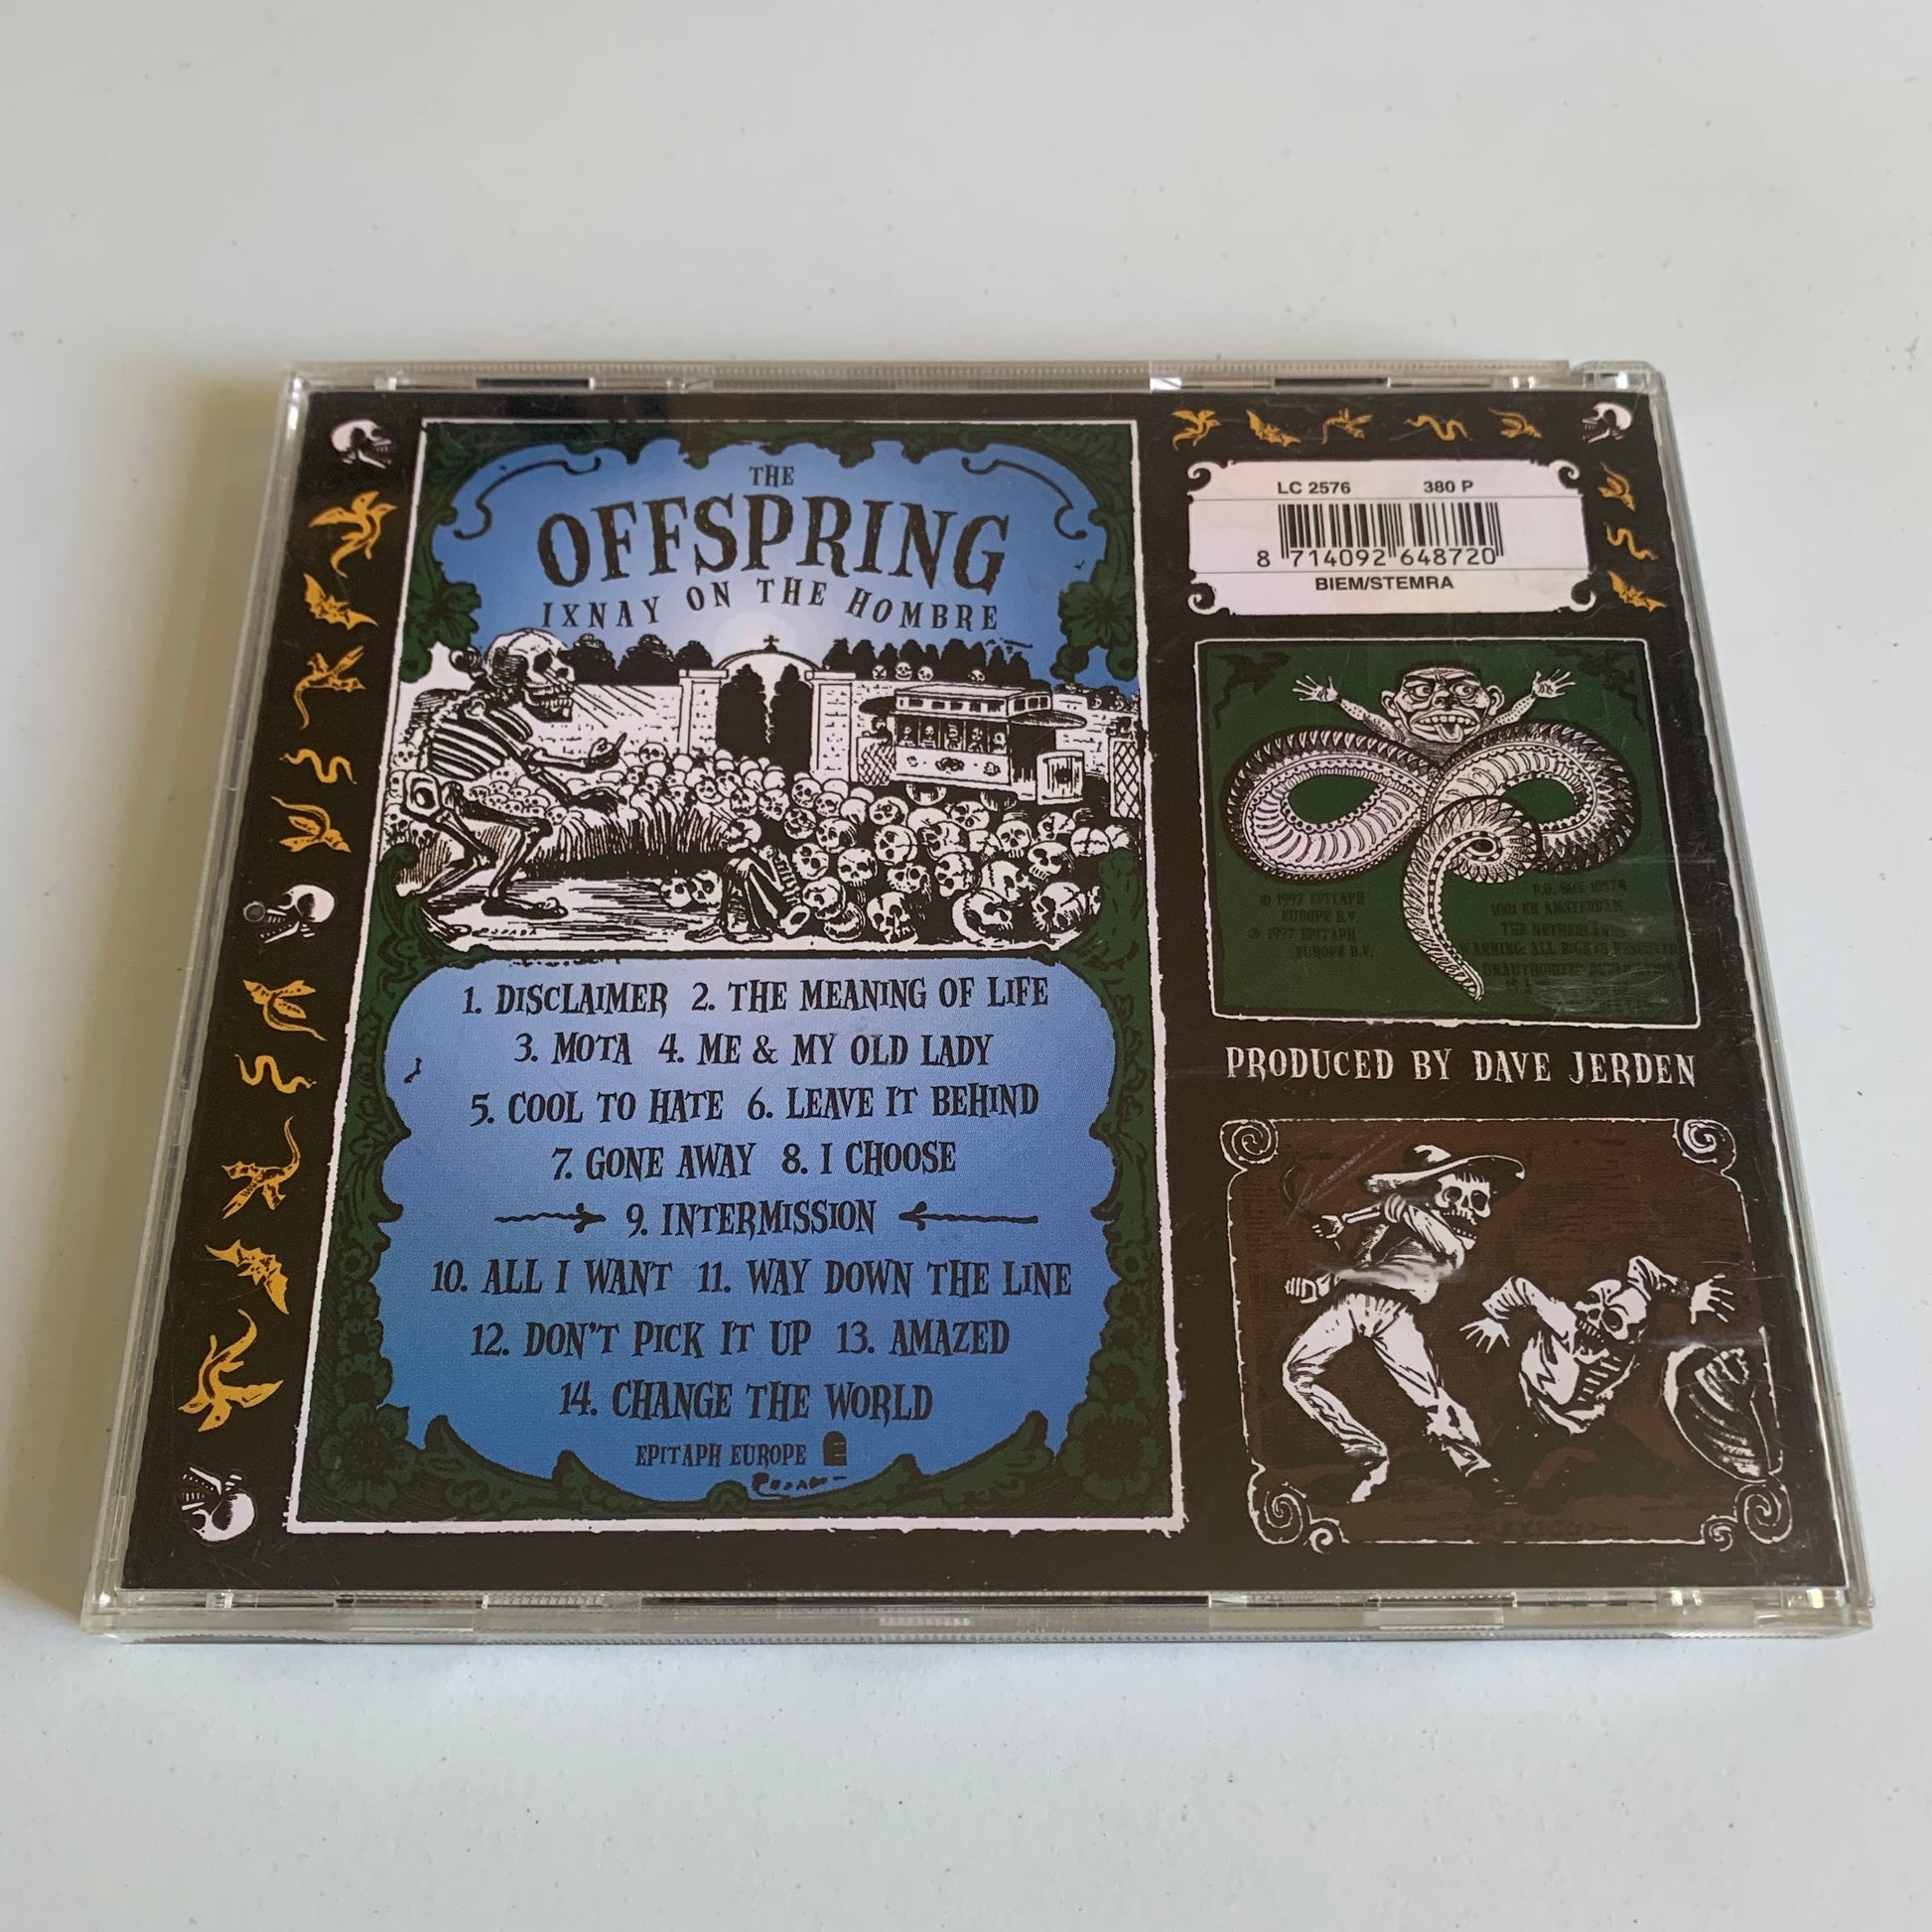 THE
OFFSPRING
IXNAY ON THE HOMBRE
POSADA
1. DISCLAIMER 2. THE MEANING OF LIFE
3. MOTA 4. ME & MY OLD LADY
5. COOL TO HATE 6. LEAVE IT BEHIND
7. GONE AWAY 8. I CHOOSE
9. INTERMISSION
10. ALL I WANT 11. WAY DOWN THE LINE
12. DON'T PICK IT UP 13. AMAZED
14. CHANGE THE WORLD
EPITAPH EUROPE
LC 2576 380 P
8 714092 648720
BIEM/STEMRA
© 1997 EPITAPH
EUROPE B.V.
℗ 1997 EPITAPH
EUROPE B.V.
P.O. BOX
AMSTERDAM
THE NETHERLANDS
WARNING: ALL RIGHTS RESERVED
PRODUCED BY DAVE JERDEN